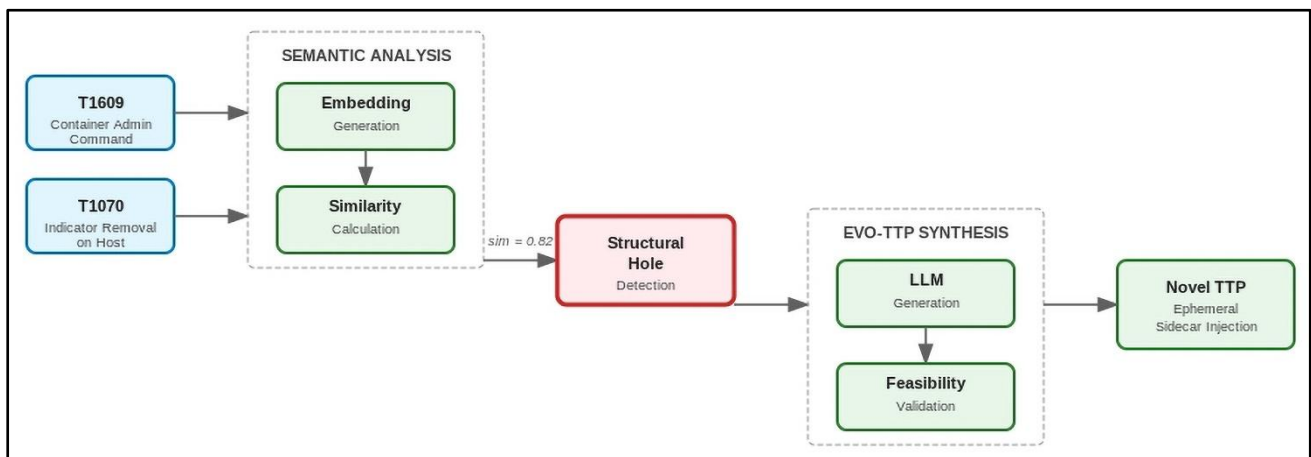 SEMANTIC ANALYSIS
T1609
Container Admin
Command
T1070
Indicator Removal
on Host
Embedding
Generation
Similarity
Calculation
sim = 0.82
Structural
Hole
Detection
EVO-TTP SYNTHESIS
LLM
Generation
Feasibility
Validation
Novel TTP
Ephemeral
Sidecar Injection